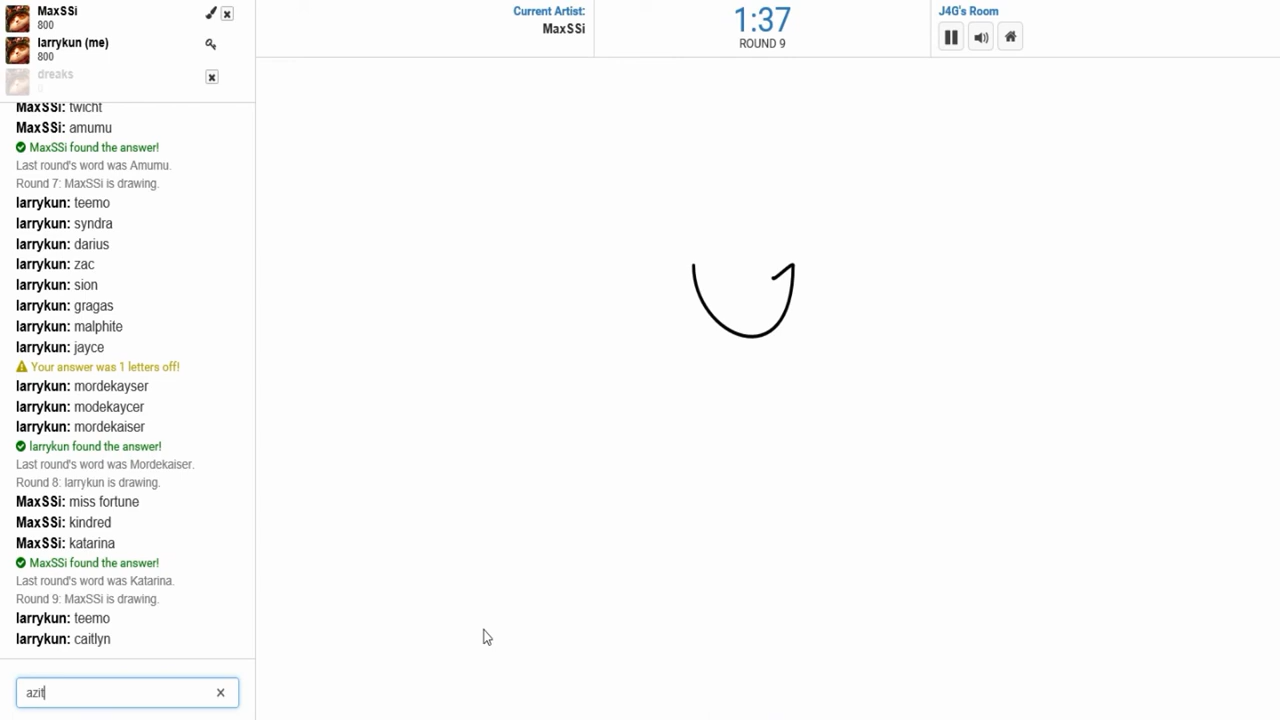 MaxSSi
800
larrykun (me)
800
dreaks
0
Current Artist:
MaxSSi
1:37
ROUND 9
J4G's Room
MaxSSi: twicht
MaxSSi: amumu
MaxSSi found the answer!
Last round's word was Amumu.
Round 7: MaxSSi is drawing.
larrykun: teemo
larrykun: syndra
larrykun: darius
larrykun: zac
larrykun: sion
larrykun: gragas
larrykun: malphite
larrykun: jayce
Your answer was 1 letters off!
larrykun: mordekayser
larrykun: modekaycer
larrykun: mordekaiser
larrykun found the answer!
Last round's word was Mordekaiser.
Round 8: larrykun is drawing.
MaxSSi: miss fortune
MaxSSi: kindred
MaxSSi: katarina
MaxSSi found the answer!
Last round's word was Katarina.
Round 9: MaxSSi is drawing.
larrykun: teemo
larrykun: caitlyn
azit